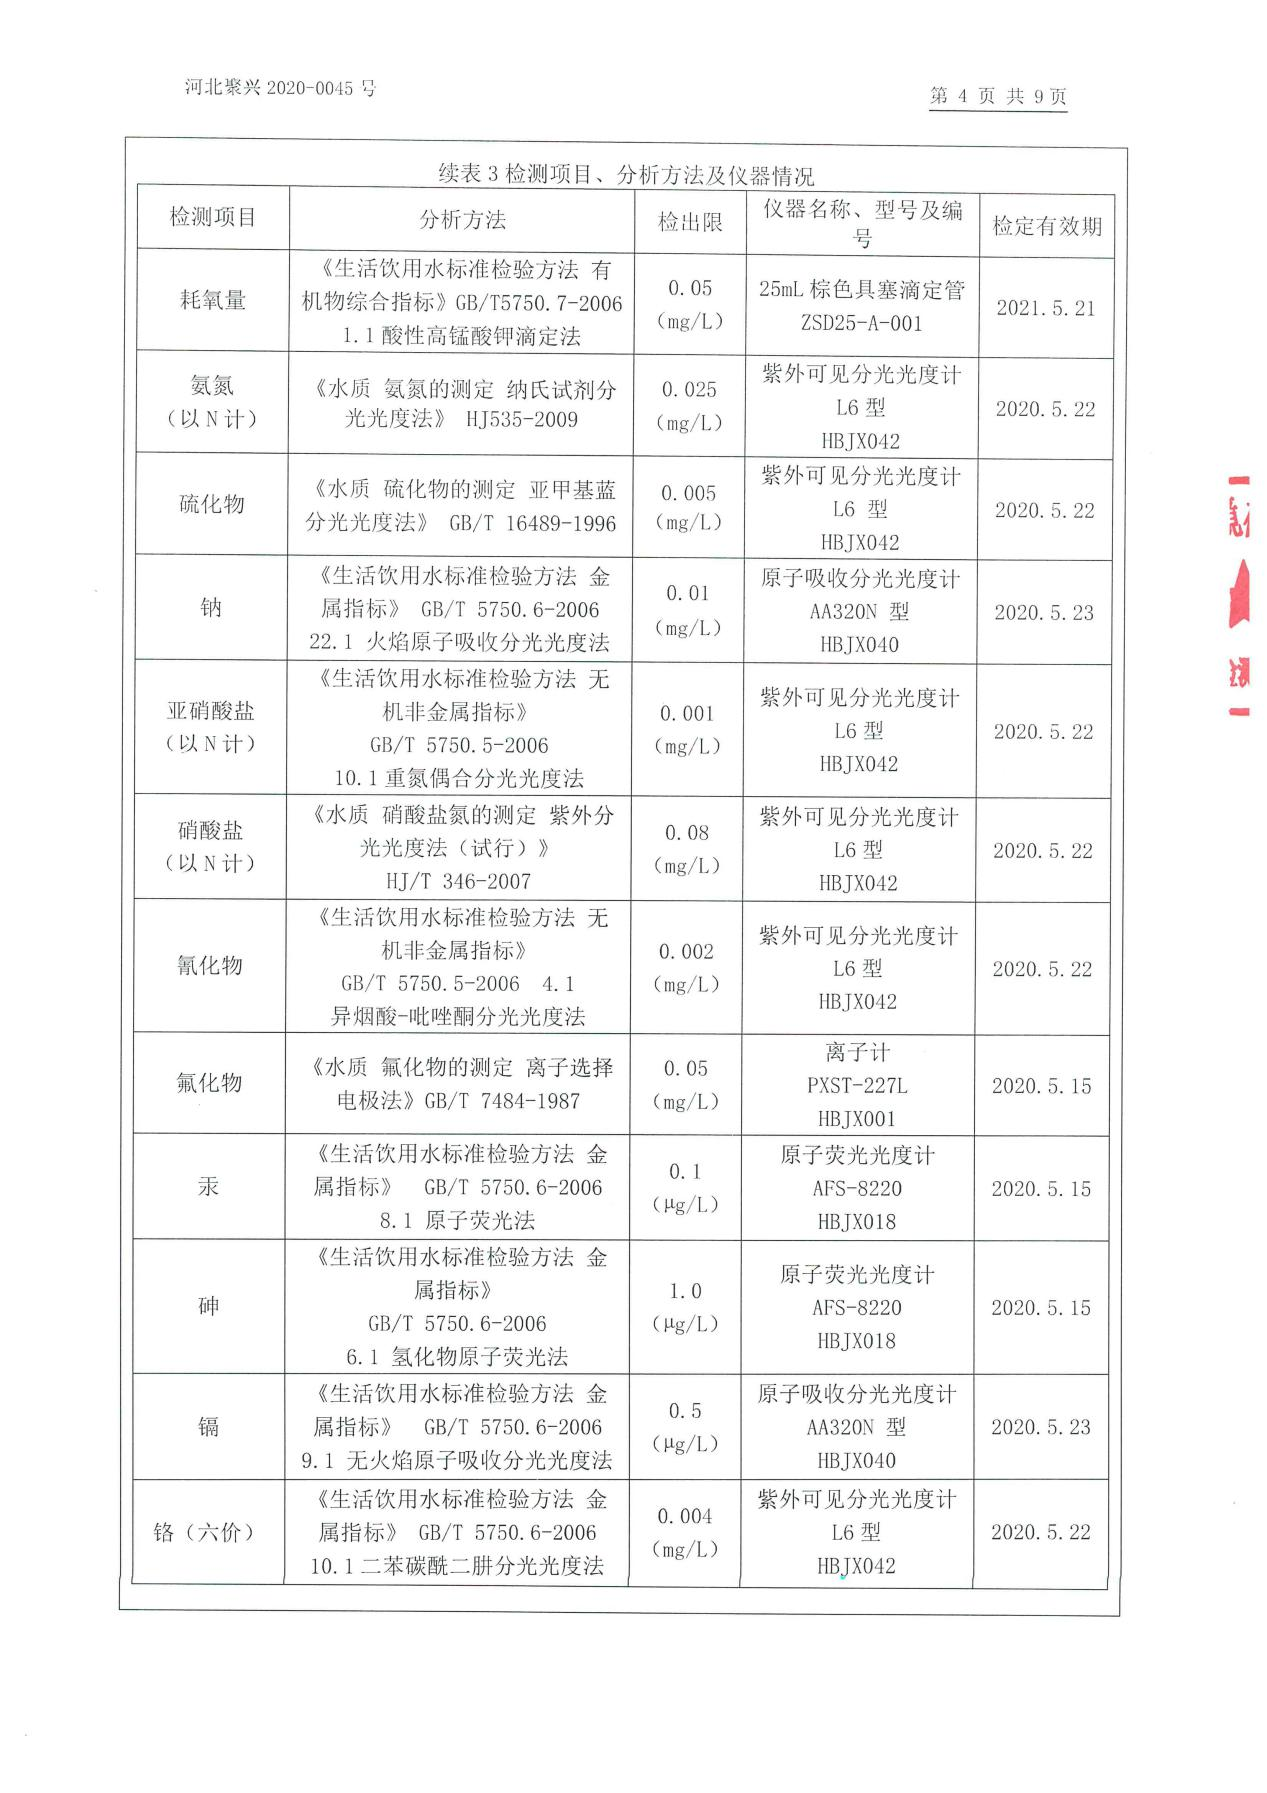 河北聚兴 2020-0045 号
第 4 页 共 9 页
续表 3 检测项目、分析方法及仪器情况
检测项目
分析方法
检出限
仪器名称、型号及编
号
检定有效期
耗氧量
《生活饮用水标准检验方法 有
机物综合指标》GB/T5750.7-2006
1.1 酸性高锰酸钾滴定法
0.05
(mg/L)
25mL 棕色具塞滴定管
ZSD25-A-001
2021.5.21
氨氮
（以 N 计）
《水质 氨氮的测定 纳氏试剂分
光光度法》 HJ535-2009
0.025
(mg/L)
紫外可见分光光度计
L6 型
HBJX042
2020.5.22
硫化物
《水质 硫化物的测定 亚甲基蓝
分光光度法》 GB/T 16489-1996
0.005
(mg/L)
紫外可见分光光度计
L6 型
HBJX042
2020.5.22
钠
《生活饮用水标准检验方法 金
属指标》 GB/T 5750.6-2006
22.1 火焰原子吸收分光光度法
0.01
(mg/L)
原子吸收分光光度计
AA320N 型
HBJX040
2020.5.23
亚硝酸盐
（以 N 计）
《生活饮用水标准检验方法 无
机非金属指标》
GB/T 5750.5-2006
10.1 重氮偶合分光光度法
0.001
(mg/L)
紫外可见分光光度计
L6 型
HBJX042
2020.5.22
硝酸盐
（以 N 计）
《水质 硝酸盐氮的测定 紫外分
光光度法（试行）》
HJ/T 346-2007
0.08
(mg/L)
紫外可见分光光度计
L6 型
HBJX042
2020.5.22
氰化物
《生活饮用水标准检验方法 无
机非金属指标》
GB/T 5750.5-2006 4.1
异烟酸-吡唑酮分光光度法
0.002
(mg/L)
紫外可见分光光度计
L6 型
HBJX042
2020.5.22
氟化物
《水质 氟化物的测定 离子选择
电极法》GB/T 7484-1987
0.05
(mg/L)
离子计
PXST-227L
HBJX001
2020.5.15
汞
《生活饮用水标准检验方法 金
属指标》 GB/T 5750.6-2006
8.1 原子荧光法
0.1
(μg/L)
原子荧光光度计
AFS-8220
HBJX018
2020.5.15
砷
《生活饮用水标准检验方法 金
属指标》
GB/T 5750.6-2006
6.1 氢化物原子荧光法
1.0
(μg/L)
原子荧光光度计
AFS-8220
HBJX018
2020.5.15
镉
《生活饮用水标准检验方法 金
属指标》 GB/T 5750.6-2006
9.1 无火焰原子吸收分光光度法
0.5
(μg/L)
原子吸收分光光度计
AA320N 型
HBJX040
2020.5.23
铬（六价）
《生活饮用水标准检验方法 金
属指标》 GB/T 5750.6-2006
10.1 二苯碳酰二肼分光光度法
0.004
(mg/L)
紫外可见分光光度计
L6 型
HBJX042
2020.5.22